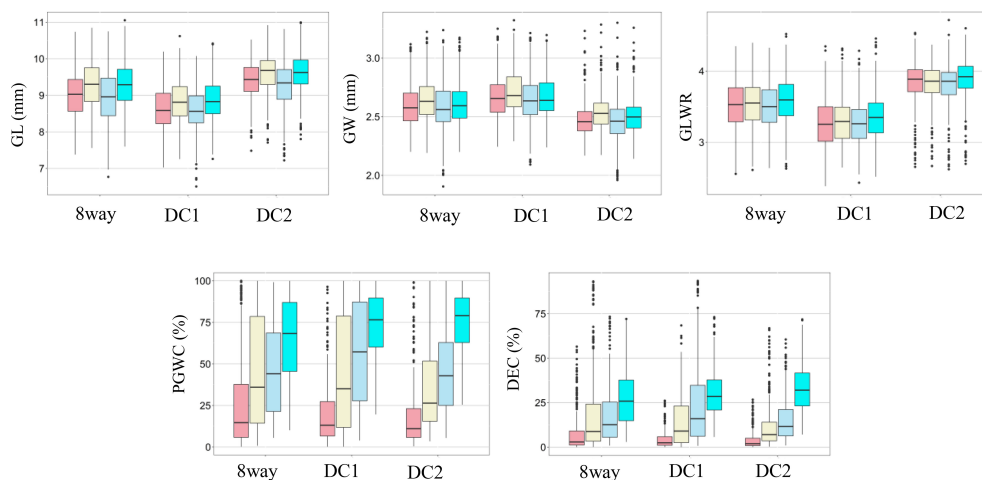 GL (mm)
11
10
9
8
7
8way
DC1
DC2
GW (mm)
3.0
2.5
2.0
8way
DC1
DC2
GLWR
4
3
8way
DC1
DC2
PGWC (%)
100
75
50
25
0
8way
DC1
DC2
DEC (%)
75
50
25
0
8way
DC1
DC2